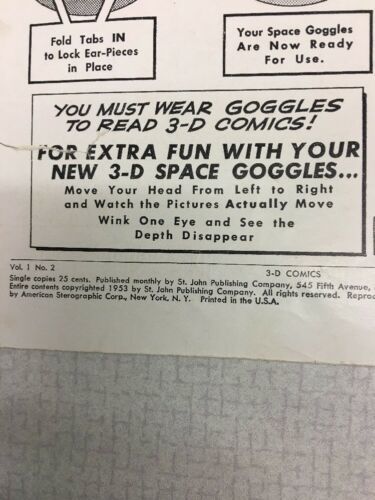 Fold Tabs IN
to Lock Ear-Pieces
in Place
Your Space Goggles
Are Now Ready
For Use.
YOU MUST WEAR GOGGLES
TO READ 3-D COMICS!
FOR EXTRA FUN WITH YOUR
NEW 3-D SPACE GOGGLES...
Move Your Head From Left to Right
and Watch the Pictures Actually Move
Wink One Eye and See the
Depth Disappear
Vol. 1 No. 2
3-D COMICS
Single copies 25 cents. Published monthly by St. John Publishing Company, 545 Fifth Avenue,
Entire contents copyrighted 1953 by St. John Publishing Company. All rights reserved. Reproc
by American Sterographic Corp., New York, N. Y. Printed in the U.S.A.